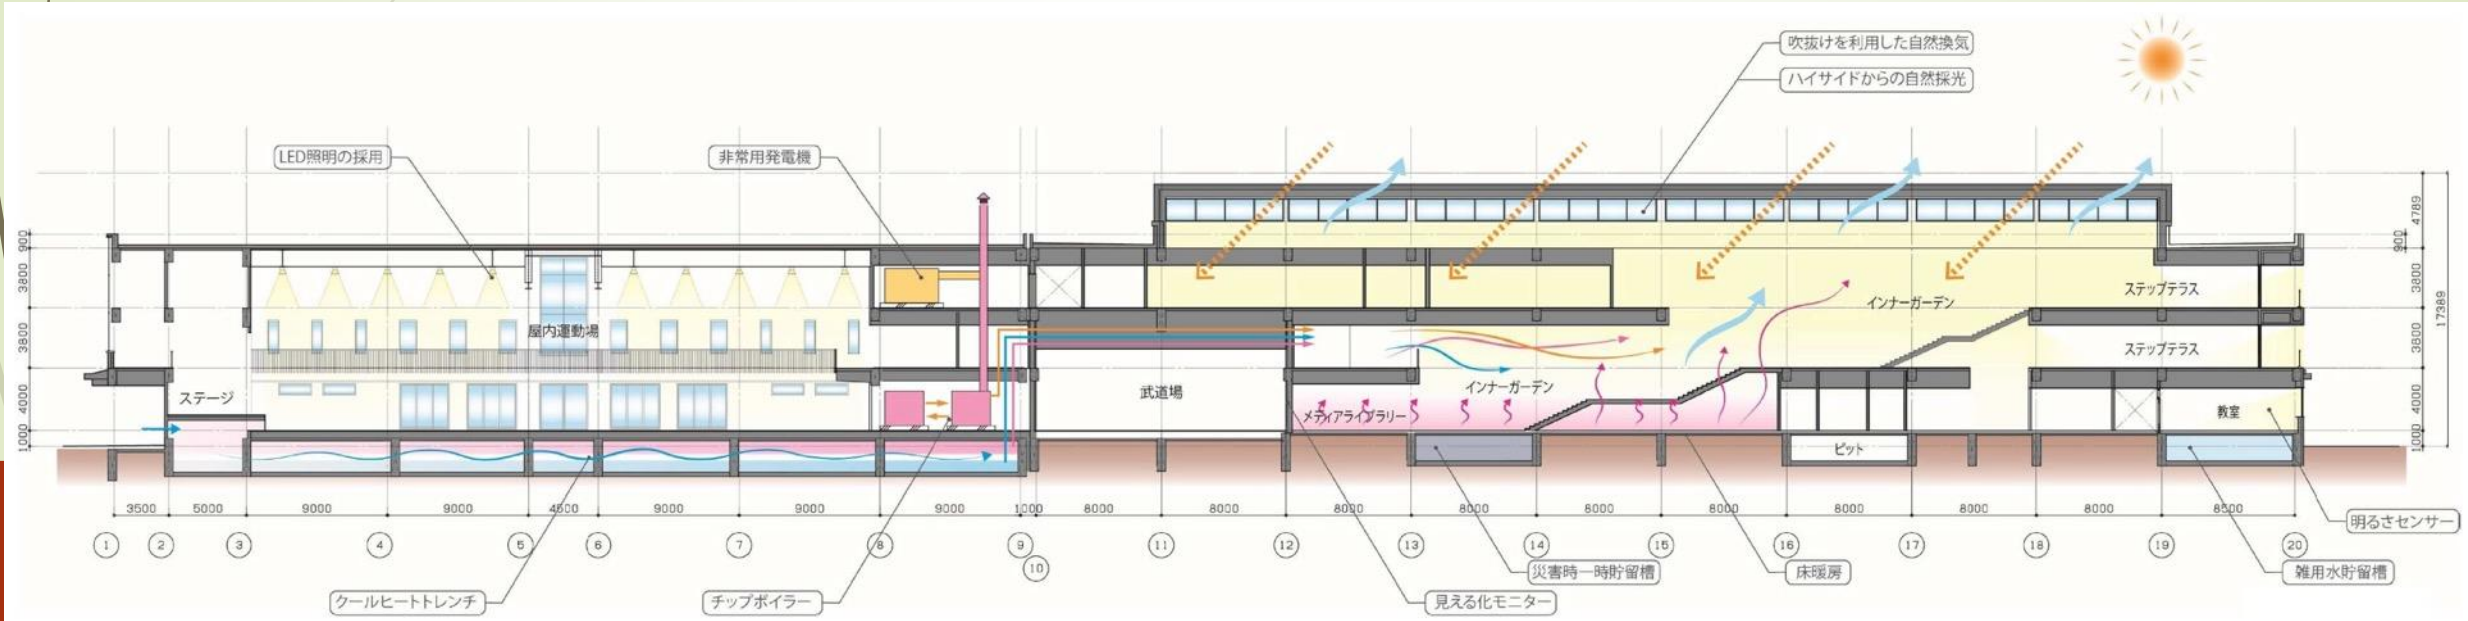 吹抜けを利用した自然換気
ハイサイドからの自然採光
LED照明の採用
非常用発電機
900
3800
3800
4000
1000
4789
900
3800
3800
4000
1000
17389
屋内運動場
ステージ
武道場
メディアライブラリー
インナーガーデン
インナーガーデン
ステップテラス
ステップテラス
教室
ピット
3500 5000 9000 9000 4500 9000 9000 9000 1000 8000 8000 8000 8000 8000 8000 8000 8000 8000 8500
1 2 3 4 5 6 7 8 9 10 11 12 13 14 15 16 17 18 19 20
明るさセンサー
クールヒートトレンチ
チップボイラー
見える化モニター
災害時一時貯留槽
床暖房
雑用水貯留槽